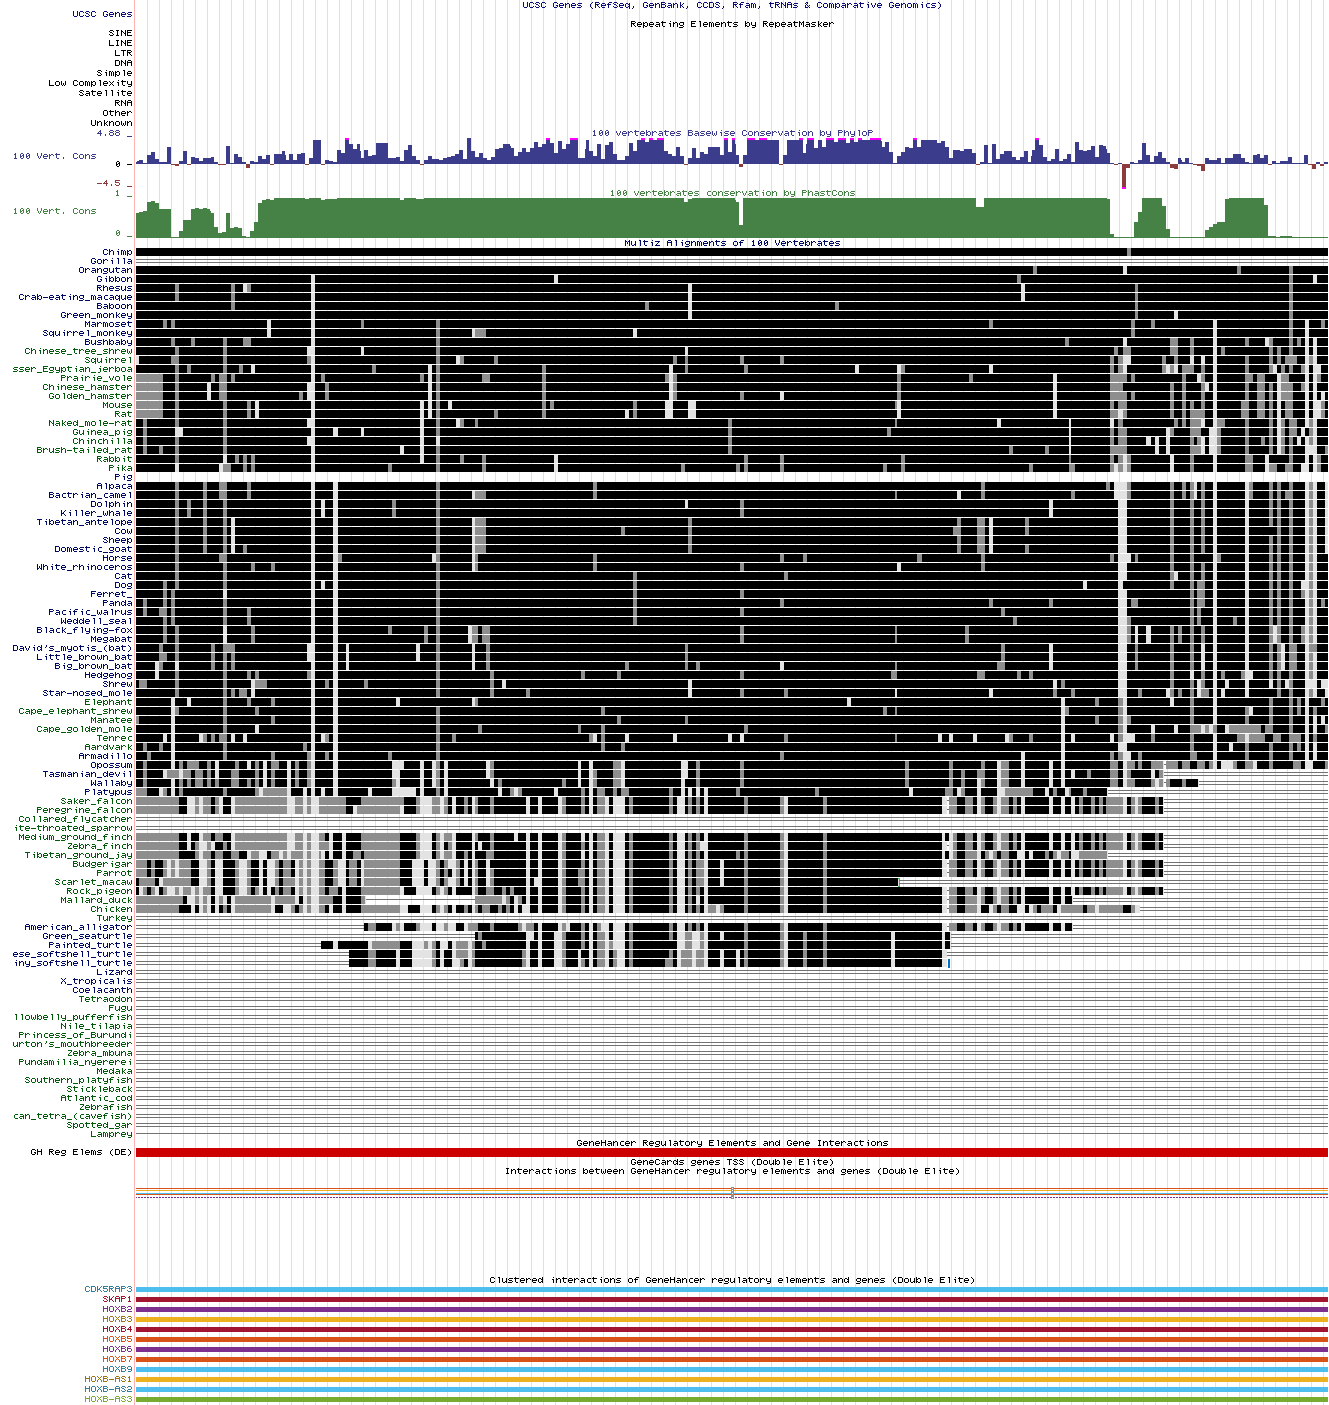 UCSC Genes (RefSeq, GenBank, CCDS, Rfam, tRNAs & Comparative Genomics)
UCSC Genes
Repeating Elements by RepeatMasker
SINE
LINE
LTR
DNA
Simple
Low Complexity
Satellite
RNA
Other
Unknown
100 vertebrates Basewise Conservation by PhyloP
4.88 _
100 Vert. Cons
0 _
-4.5 _
100 vertebrates conservation by PhastCons
1 _
100 Vert. Cons
0 _
Multiz Alignments of 100 Vertebrates
Chimp
Gorilla
Orangutan
Gibbon
Rhesus
Crab-eating_macaque
Baboon
Green_monkey
Marmoset
Squirrel_monkey
Bushbaby
Chinese_tree_shrew
Squirrel
sser_Egyptian_jerboa
Prairie_vole
Chinese_hamster
Golden_hamster
Mouse
Rat
Naked_mole-rat
Guinea_pig
Chinchilla
Brush-tailed_rat
Rabbit
Pika
Pig
Alpaca
Bactrian_camel
Dolphin
Killer_whale
Tibetan_antelope
Cow
Sheep
Domestic_goat
Horse
White_rhinoceros
Cat
Dog
Ferret_
Panda
Pacific_walrus
Weddell_seal
Black_flying-fox
Megabat
David's_myotis_(bat)
Little_brown_bat
Big_brown_bat
Hedgehog
Shrew
Star-nosed_mole
Elephant
Cape_elephant_shrew
Manatee
Cape_golden_mole
Tenrec
Aardvark
Armadillo
Opossum
Tasmanian_devil
Wallaby
Platypus
Saker_falcon
Peregrine_falcon
Collared_flycatcher
ite-throated_sparrow
Medium_ground_finch
Zebra_finch
Tibetan_ground_jay
Budgerigar
Parrot
Scarlet_macaw
Rock_pigeon
Mallard_duck
Chicken
Turkey
American_alligator
Green_seaturtle
Painted_turtle
ese_softshell_turtle
iny_softshell_turtle
Lizard
X_tropicalis
Coelacanth
Tetraodon
Fugu
llowbelly_pufferfish
Nile_tilapia
Princess_of_Burundi
urton's_mouthbreeder
Zebra_mbuna
Pundamilia_nyererei
Medaka
Southern_platyfish
Stickleback
Atlantic_cod
Zebrafish
can_tetra_(cavefish)
Spotted_gar
Lamprey
GeneHancer Regulatory Elements and Gene Interactions
GH Reg Elems (DE)
GeneCards genes TSS (Double Elite)
Interactions between GeneHancer regulatory elements and genes (Double Elite)
Clustered interactions of GeneHancer regulatory elements and genes (Double Elite)
CDK5RAP3
SKAP1
HOXB2
HOXB3
HOXB4
HOXB5
HOXB6
HOXB7
HOXB9
HOXB-AS1
HOXB-AS2
HOXB-AS3